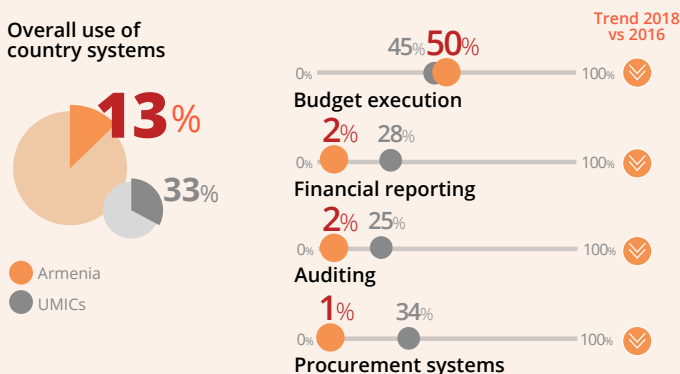 Overall use of
country systems
13%
33%
Armenia
UMICs
Trend 2018
vs 2016
45% 50%
0% 100%
Budget execution
2% 28%
0% 100%
Financial reporting
2% 25%
0% 100%
Auditing
1% 34%
0% 100%
Procurement systems